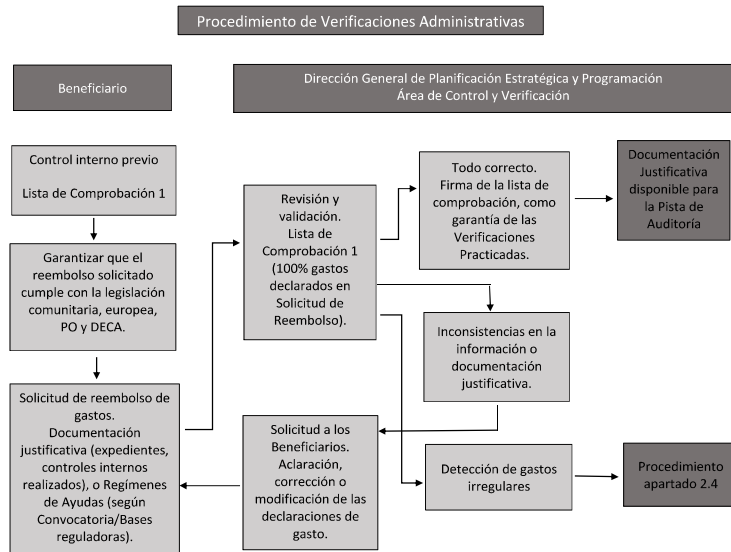 Procedimiento de Verificaciones Administrativas
Beneficiario
Dirección General de Planificación Estratégica y Programación
Área de Control y Verificación
Control interno previo
Lista de Comprobación 1
Garantizar que el
reembolso solicitado
cumple con la legislación
comunitaria, europea,
PO y DECA.
Solicitud de reembolso de
gastos.
Documentación
justificativa (expedientes,
controles internos
realizados), o Regímenes
de Ayudas (según
Convocatoria/Bases
reguladoras).
Revisión y
validación.
Lista de
Comprobación 1
(100% gastos
declarados en
Solicitud de
Reembolso).
Solicitud a los
Beneficiarios.
Aclaración,
corrección o
modificación de las
declaraciones de
gasto.
Todo correcto.
Firma de la lista de
comprobación, como
garantía de las
Verificaciones
Practicadas.
Inconsistencias en la
información o
documentación
justificativa.
Detección de gastos
irregulares
Documentación
Justificativa
disponible para
la Pista de
Auditoría
Procedimiento
apartado 2.4